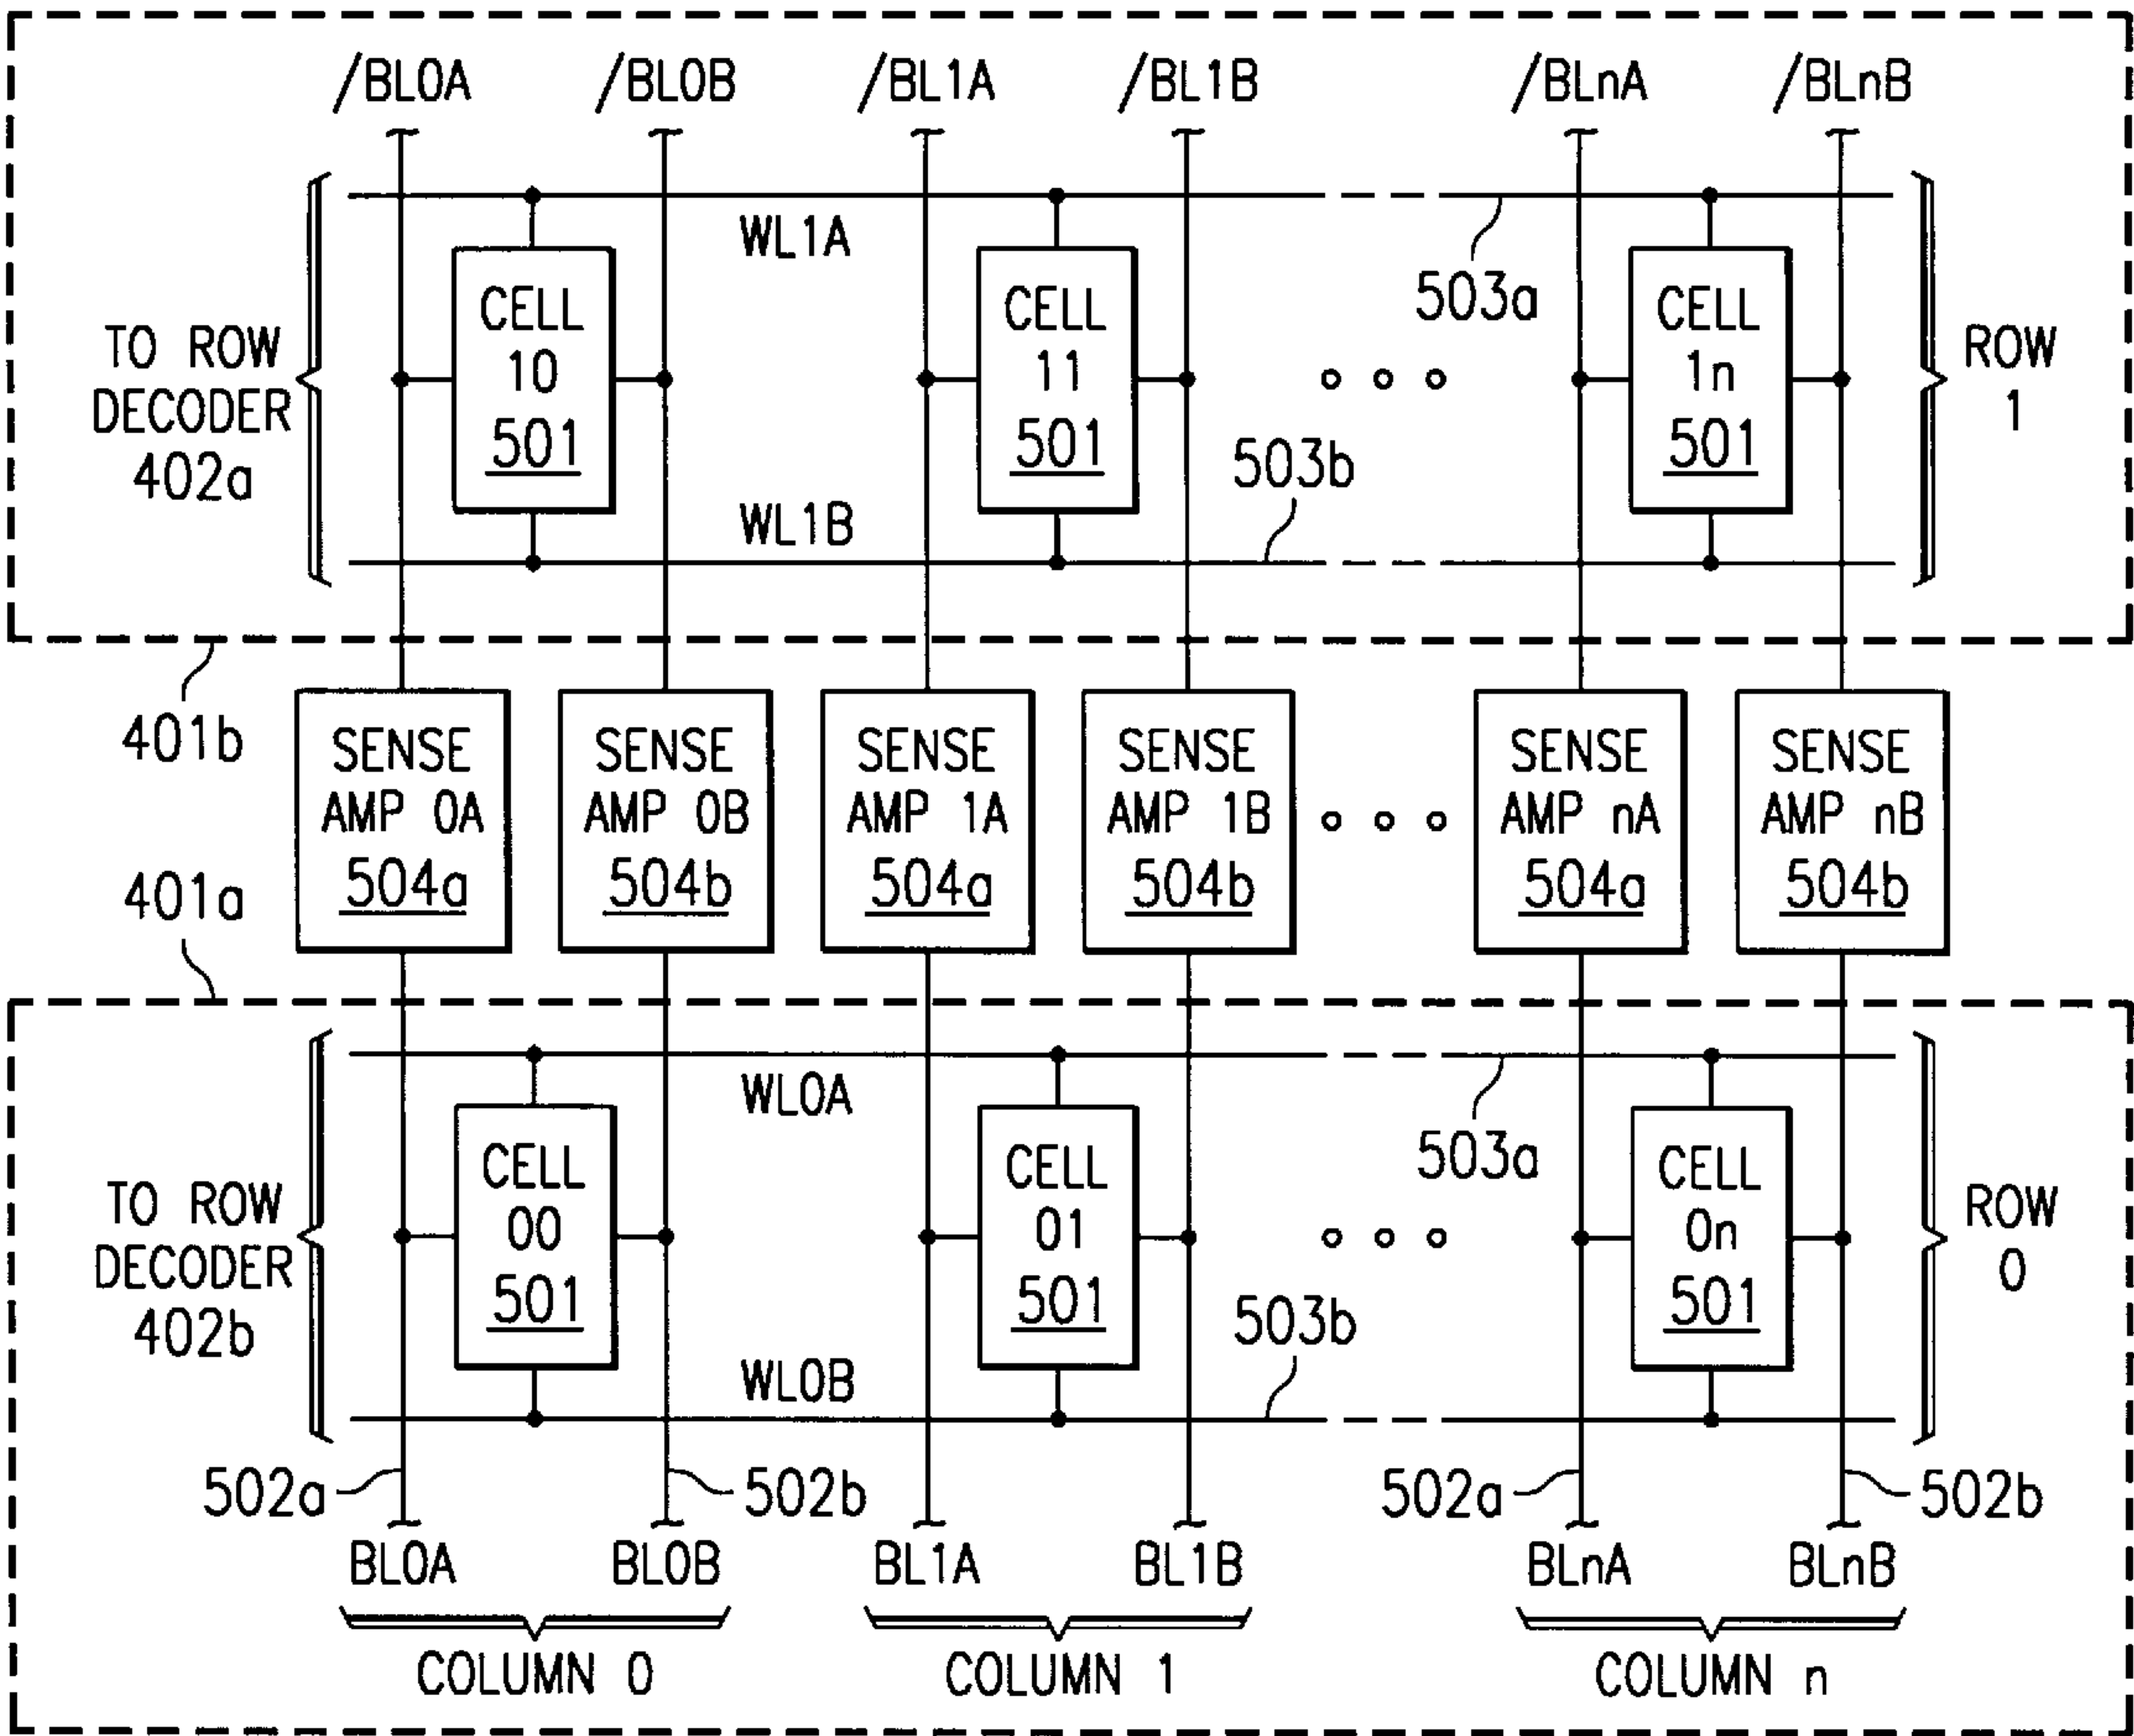 /BL0A /BL0B /BL1A /BL1B /BLnA /BLnB
WL1A
503a
TO ROW
DECODER
402a
CELL
10
501
CELL
11
501
CELL
1n
501
ROW
1
503b
WL1B
401b
SENSE
AMP 0A
504a
SENSE
AMP 0B
504b
SENSE
AMP 1A
504a
SENSE
AMP 1B
504b
SENSE
AMP nA
504a
SENSE
AMP nB
504b
401a
WL0A
503a
TO ROW
DECODER
402b
CELL
00
501
CELL
01
501
CELL
0n
501
ROW
0
503b
WL0B
502a 502b 502a 502b
BL0A BL0B BL1A BL1B BLnA BLnB
COLUMN 0 COLUMN 1 COLUMN n